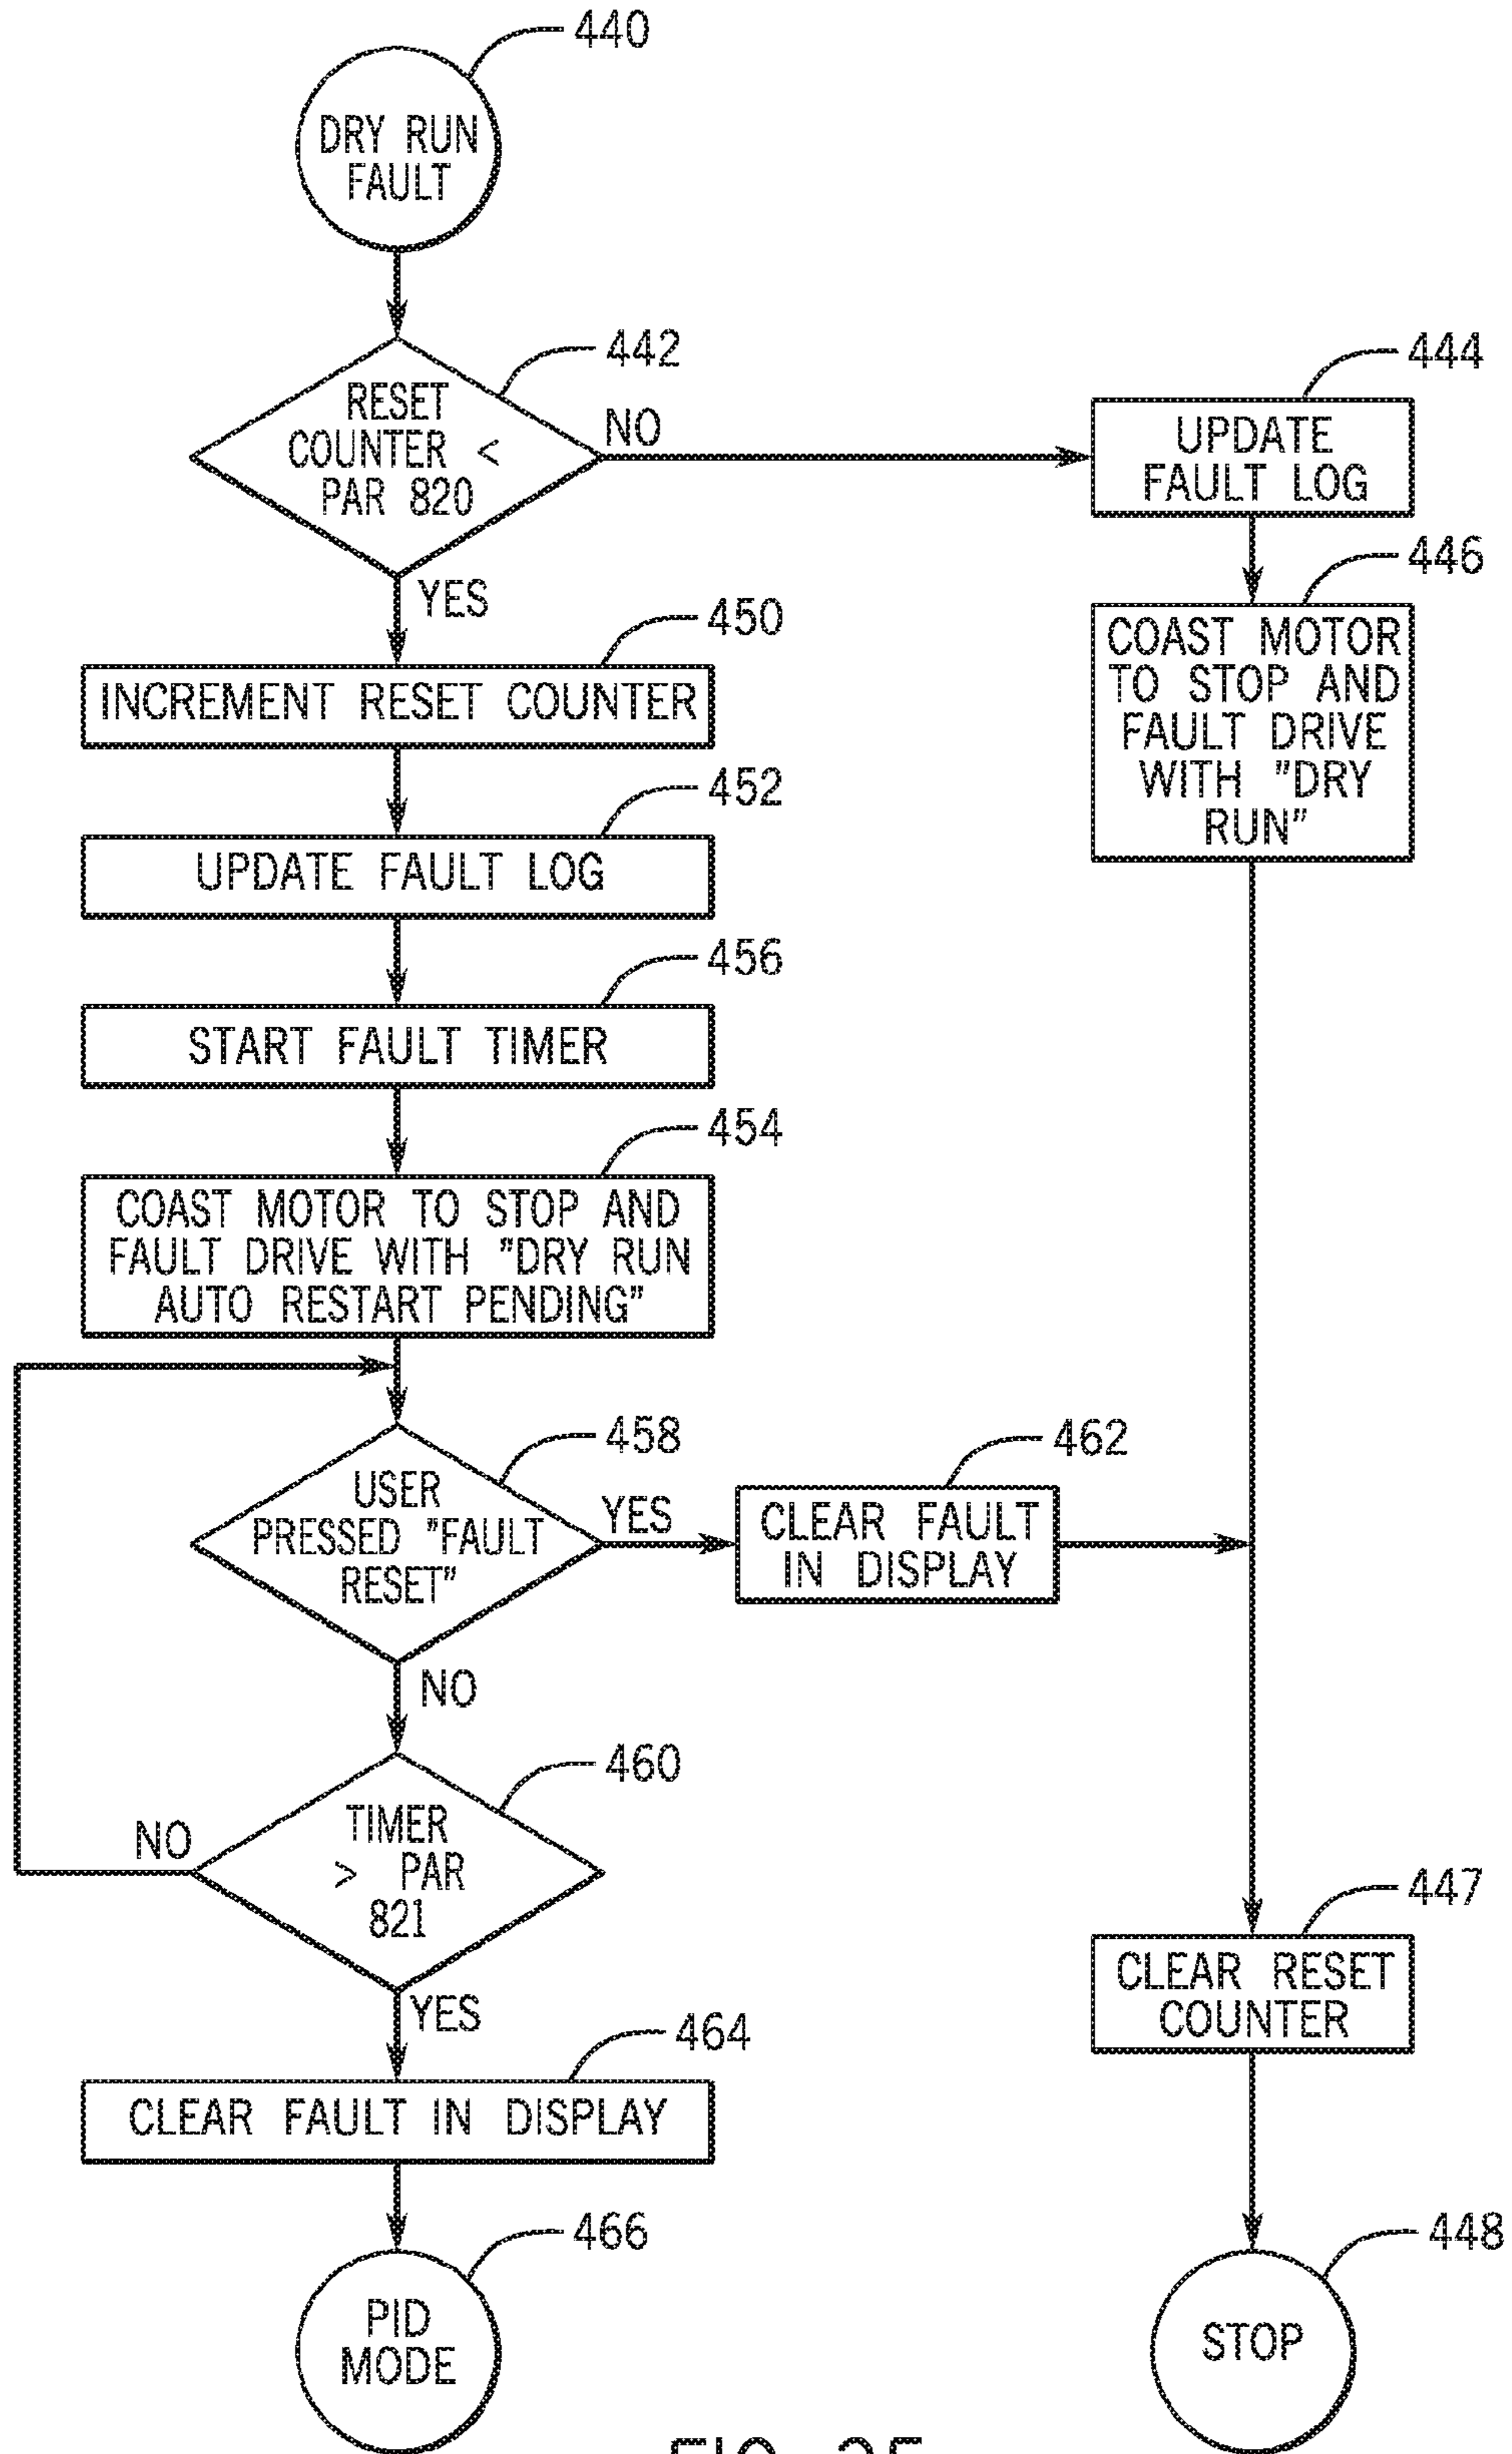 440
DRY RUN
FAULT
442
RESET
COUNTER <
PAR 820
NO
YES
444
UPDATE
FAULT LOG
446
COAST MOTOR
TO STOP AND
FAULT DRIVE
WITH "DRY
RUN"
450
INCREMENT RESET COUNTER
452
UPDATE FAULT LOG
456
START FAULT TIMER
454
COAST MOTOR TO STOP AND
FAULT DRIVE WITH "DRY RUN
AUTO RESTART PENDING"
458
USER
PRESSED "FAULT
RESET"
YES
NO
462
CLEAR FAULT
IN DISPLAY
460
TIMER
> PAR
821
NO
YES
447
CLEAR RESET
COUNTER
464
CLEAR FAULT IN DISPLAY
466
PID
MODE
448
STOP